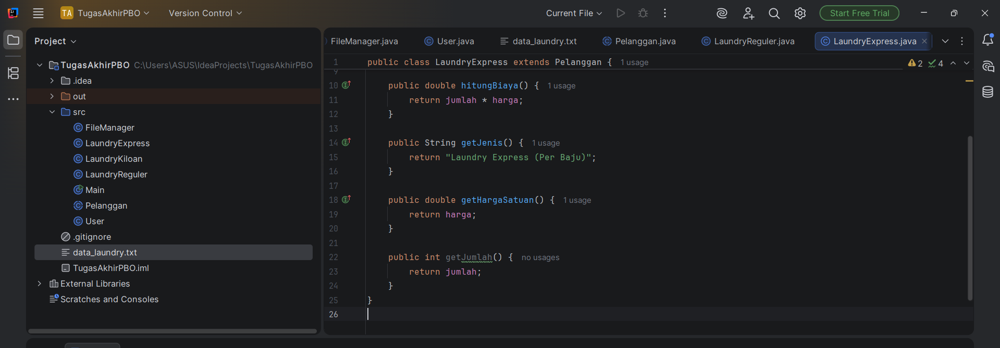 TA TugasAkhirPBO Version Control Current File Start Free Trial
Project
TugasAkhirPBO C:\Users\ASUS\IdeaProjects\TugasAkhirPBO
.idea
out
src
FileManager
LaundryExpress
LaundryKiloan
LaundryReguler
Main
Pelanggan
User
.gitignore
data_laundry.txt
TugasAkhirPBO.iml
External Libraries
Scratches and Consoles
FileManager.java User.java data_laundry.txt Pelanggan.java LaundryReguler.java LaundryExpress.java
1 public class LaundryExpress extends Pelanggan { 1 usage 2 4
9
10 public double hitungBiaya() { 1 usage
11 return jumlah * harga;
12 }
13
14 public String getJenis() { 1 usage
15 return "Laundry Express (Per Baju)";
16 }
17
18 public double getHargaSatuan() { 1 usage
19 return harga;
20 }
21
22 public int getJumlah() { no usages
23 return jumlah;
24 }
25 }
26